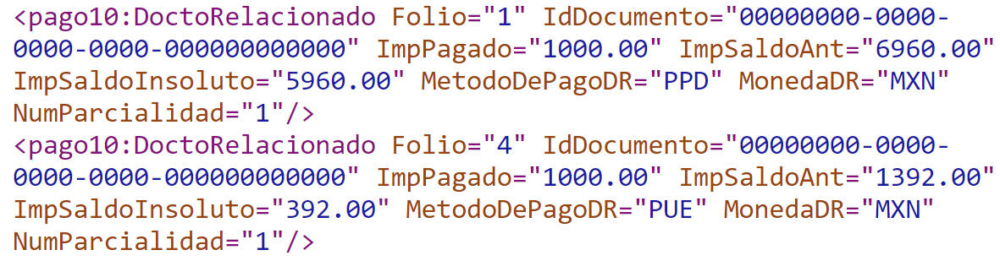 <pago10:DoctoRelacionado Folio="1" IdDocumento="00000000-0000-
0000-0000-000000000000" ImpPagado="1000.00" ImpSaldoAnt="6960.00"
ImpSaldoInsoluto="5960.00" MetodoDePagoDR="PPD" MonedaDR="MXN"
NumParcialidad="1"/>
<pago10:DoctoRelacionado Folio="4" IdDocumento="00000000-0000-
0000-0000-000000000000" ImpPagado="1000.00" ImpSaldoAnt="1392.00"
ImpSaldoInsoluto="392.00" MetodoDePagoDR="PUE" MonedaDR="MXN"
NumParcialidad="1"/>